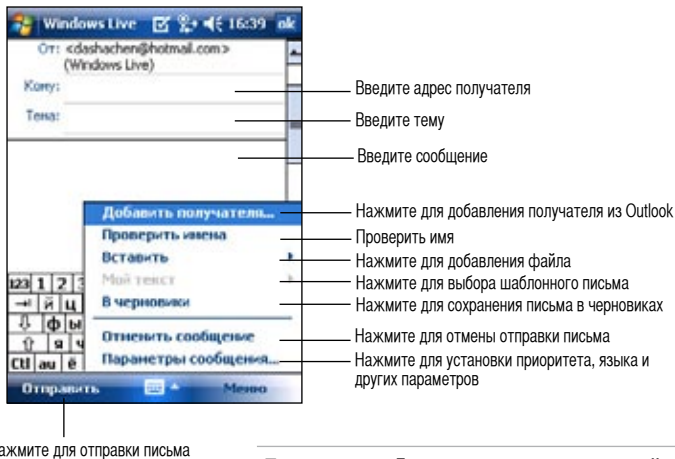 Windows Live 16:39 ok
От: <dashachen@hotmail.com>
(Windows Live)
Кому:
Тема:
Введите адрес получателя
Введите тему
Введите сообщение
Добавить получателя...
Проверить имена
Вставить
Мой текст
В черновики
Отменить сообщение
Параметры сообщения...
Нажмите для добавления получателя из Outlook
Проверить имя
Нажмите для добавления файла
Нажмите для выбора шаблонного письма
Нажмите для сохранения письма в черновиках
Нажмите для отмены отправки письма
Нажмите для установки приоритета, языка и
других параметров
123 1 2
й ц
ф ы
я ч
Ctl ац ё
Отправить Меню
ажмите для отправки письма